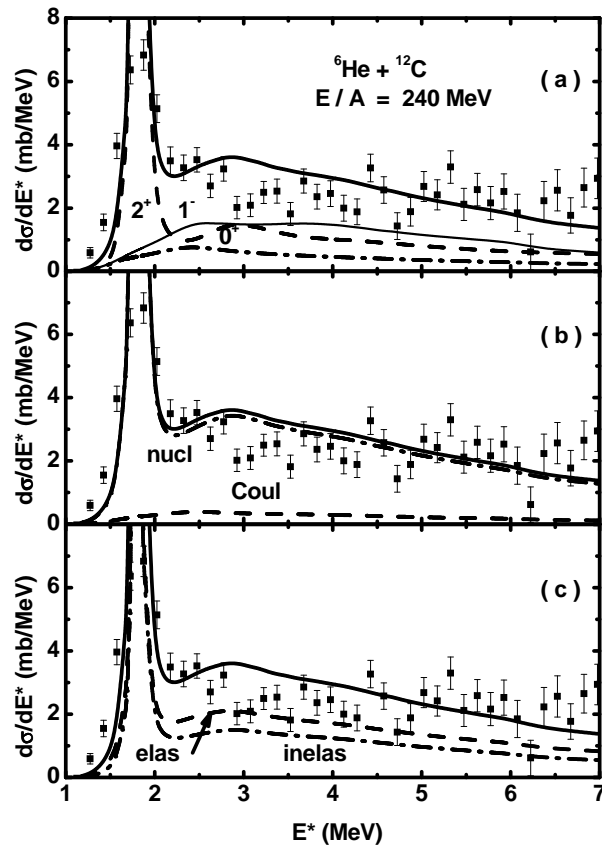 8
6
4
2
0
dσ/dE* (mb/MeV)
⁶He + ¹²C
E / A = 240 MeV
( a )
2⁺
1⁻
0⁺
6
4
2
0
dσ/dE* (mb/MeV)
( b )
nucl
Coul
6
4
2
0
dσ/dE* (mb/MeV)
( c )
elas
inelas
1 2 3 4 5 6 7
E* (MeV)